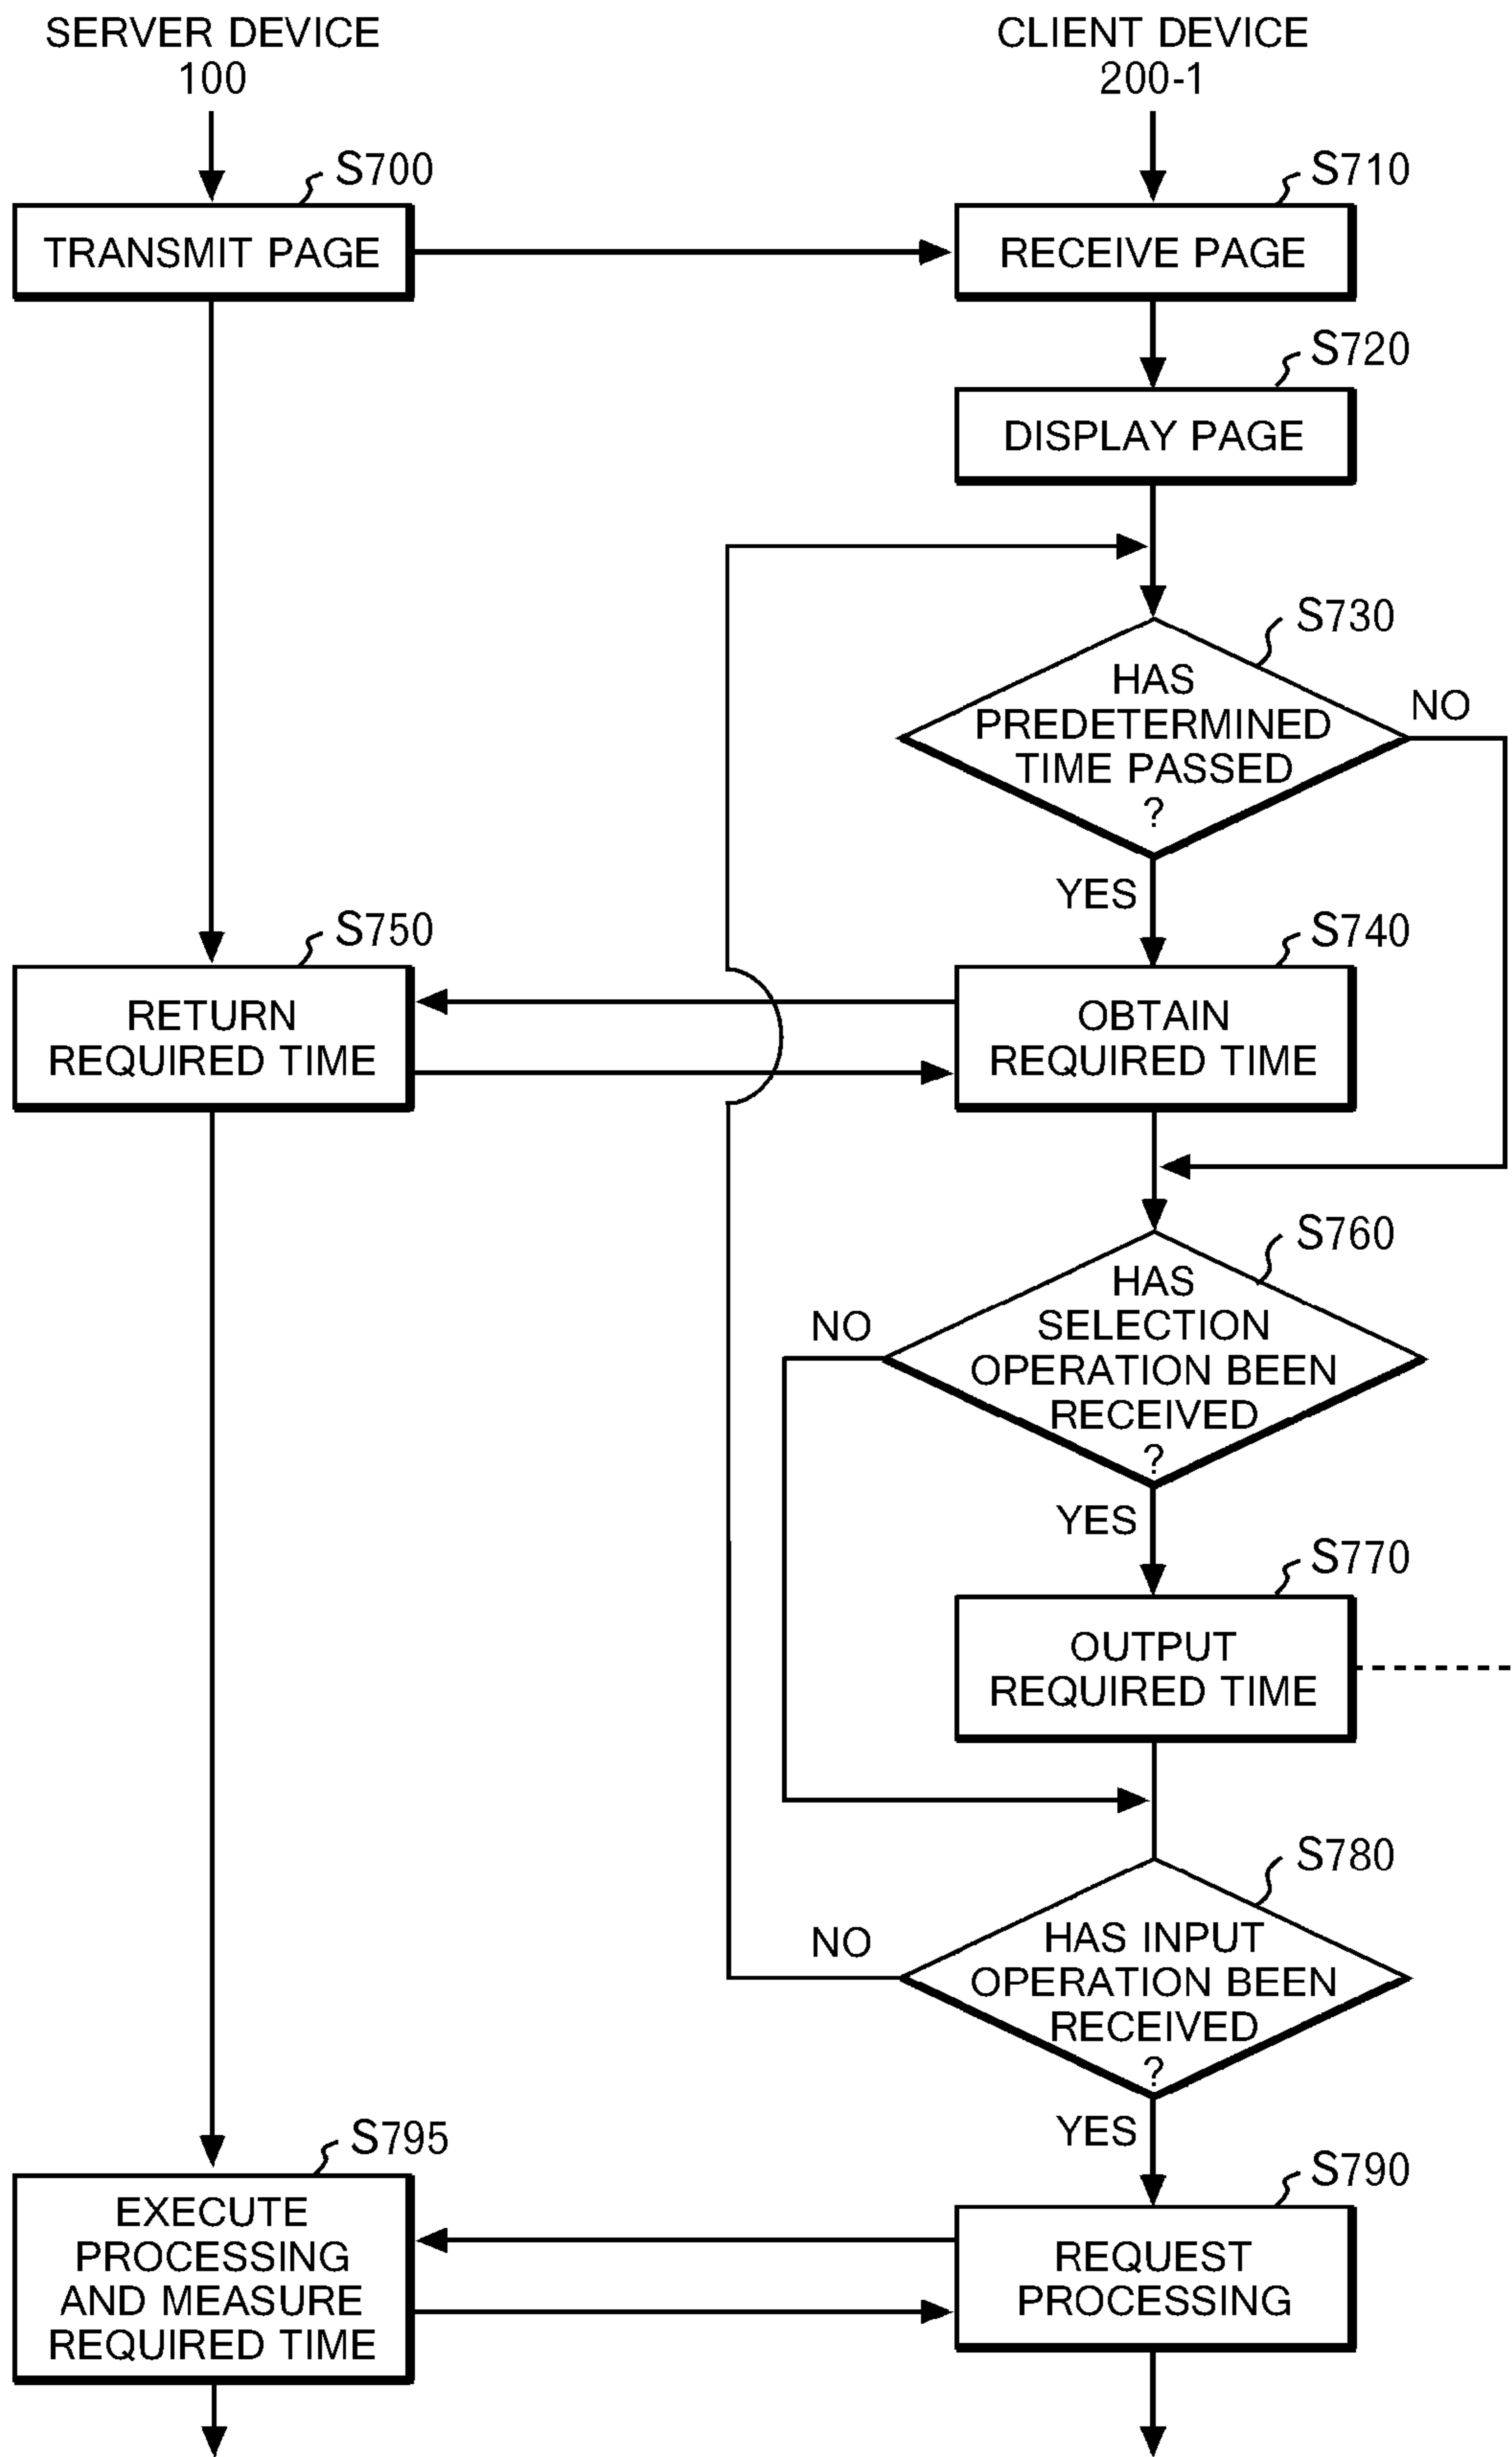 SERVER DEVICE
100
CLIENT DEVICE
200-1
S700
TRANSMIT PAGE
S710
RECEIVE PAGE
S720
DISPLAY PAGE
S730
HAS
PREDETERMINED
TIME PASSED
?
NO
YES
S750
RETURN
REQUIRED TIME
S740
OBTAIN
REQUIRED TIME
S760
HAS
SELECTION
OPERATION BEEN
RECEIVED
?
NO
YES
S770
OUTPUT
REQUIRED TIME
S780
HAS INPUT
OPERATION BEEN
RECEIVED
?
NO
YES
S795
EXECUTE
PROCESSING
AND MEASURE
REQUIRED TIME
S790
REQUEST
PROCESSING